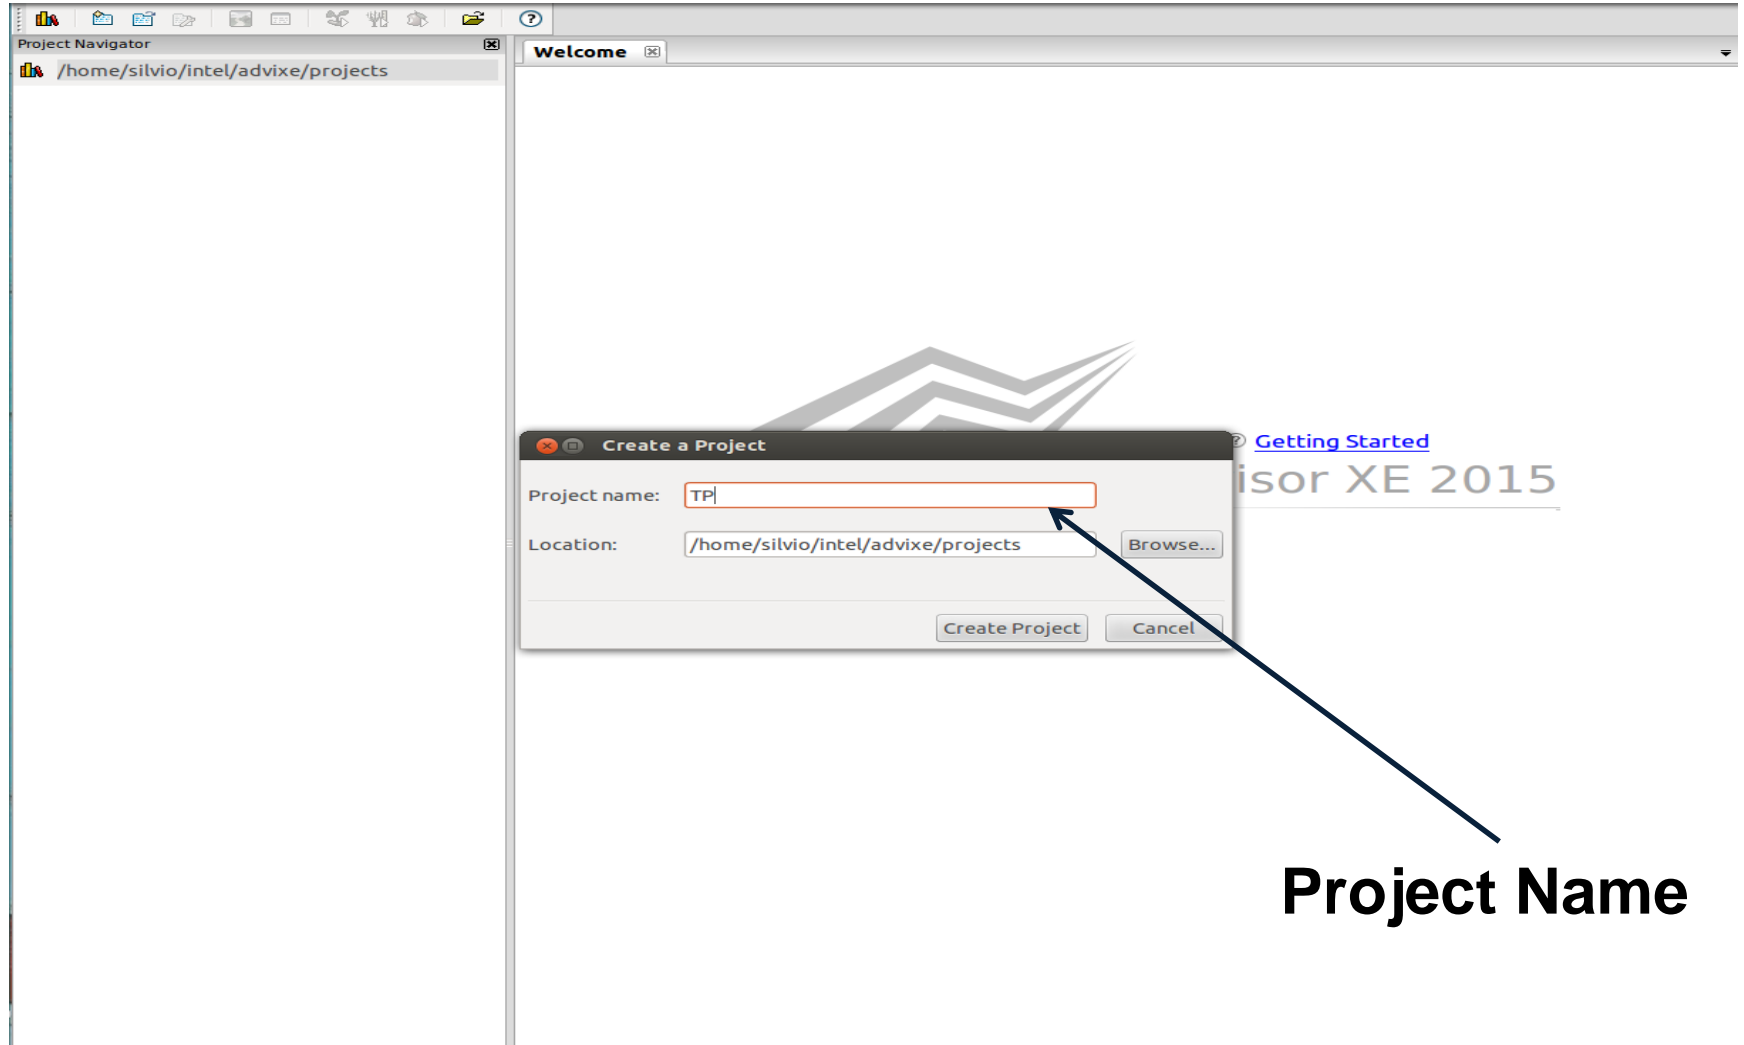 Project Navigator
/home/silvio/intel/advixe/projects
Welcome
Getting Started
isor XE 2015
Create a Project
Project name: TP
Location: /home/silvio/intel/advixe/projects Browse...
Create Project Cancel
Project Name